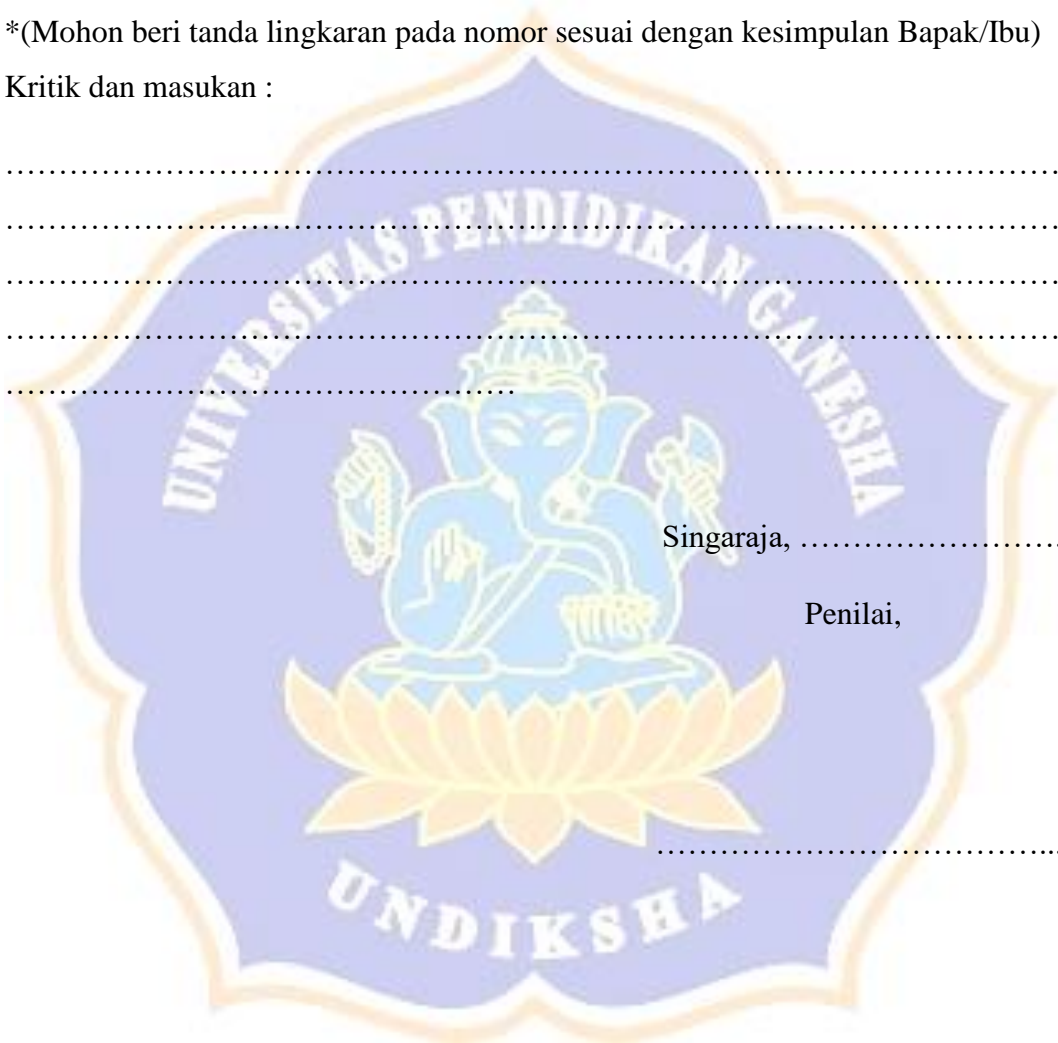 *(Mohon beri tanda lingkaran pada nomor sesuai dengan kesimpulan Bapak/Ibu)
Kritik dan masukan :
……………………………………………………………………………………
……………………………………………………………………………………
……………………………………………………………………………………
……………………………………………………………………………………
…………………………………………
UNIVERSITAS PENDIDIKAN GANESHA
Singaraja, ……………………
Penilai,
………………………………..
UNDIKSHA